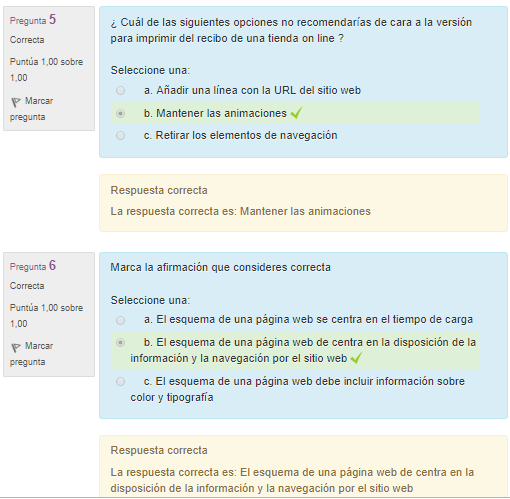 Pregunta 5
Correcta
Puntúa 1,00 sobre
1,00
Marcar
pregunta
¿ Cuál de las siguientes opciones no recomendarías de cara a la versión
para imprimir del recibo de una tienda on line ?
Seleccione una:
a. Añadir una línea con la URL del sitio web
b. Mantener las animaciones
c. Retirar los elementos de navegación
Respuesta correcta
La respuesta correcta es: Mantener las animaciones
Pregunta 6
Correcta
Puntúa 1,00 sobre
1,00
Marcar
pregunta
Marca la afirmación que consideres correcta
Seleccione una:
a. El esquema de una página web se centra en el tiempo de carga
b. El esquema de una página web de centra en la disposición de la
información y la navegación por el sitio web
c. El esquema de una página web debe incluir información sobre
color y tipografía
Respuesta correcta
La respuesta correcta es: El esquema de una página web de centra en la
disposición de la información y la navegación por el sitio web